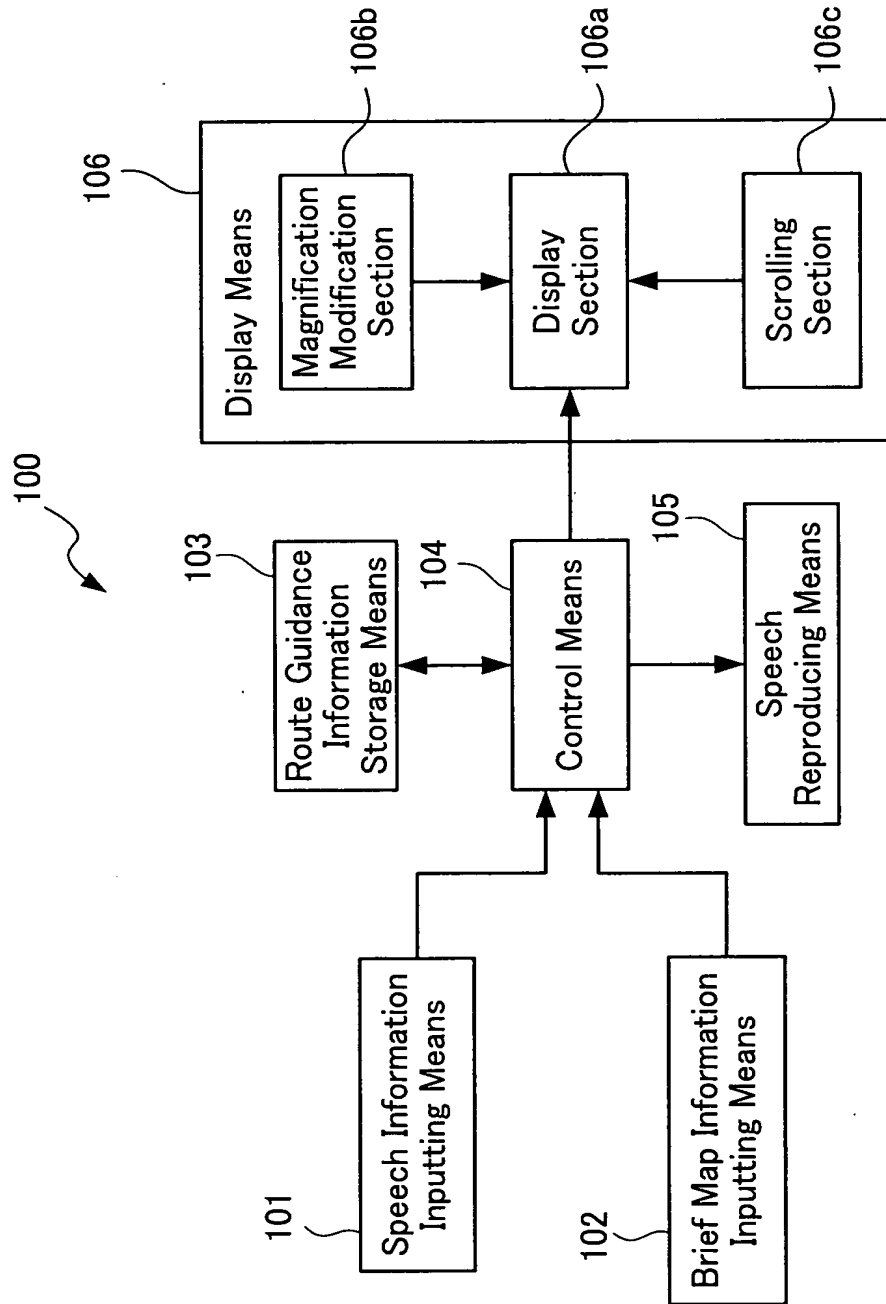 100
106
Display Means
106b
Magnification
Modification
Section
106a
Display
Section
106c
Scrolling
Section
103
Route Guidance
Information
Storage Means
104
Control Means
105
Speech
Reproducing Means
101
Speech Information
Inputting Means
102
Brief Map Information
Inputting Means